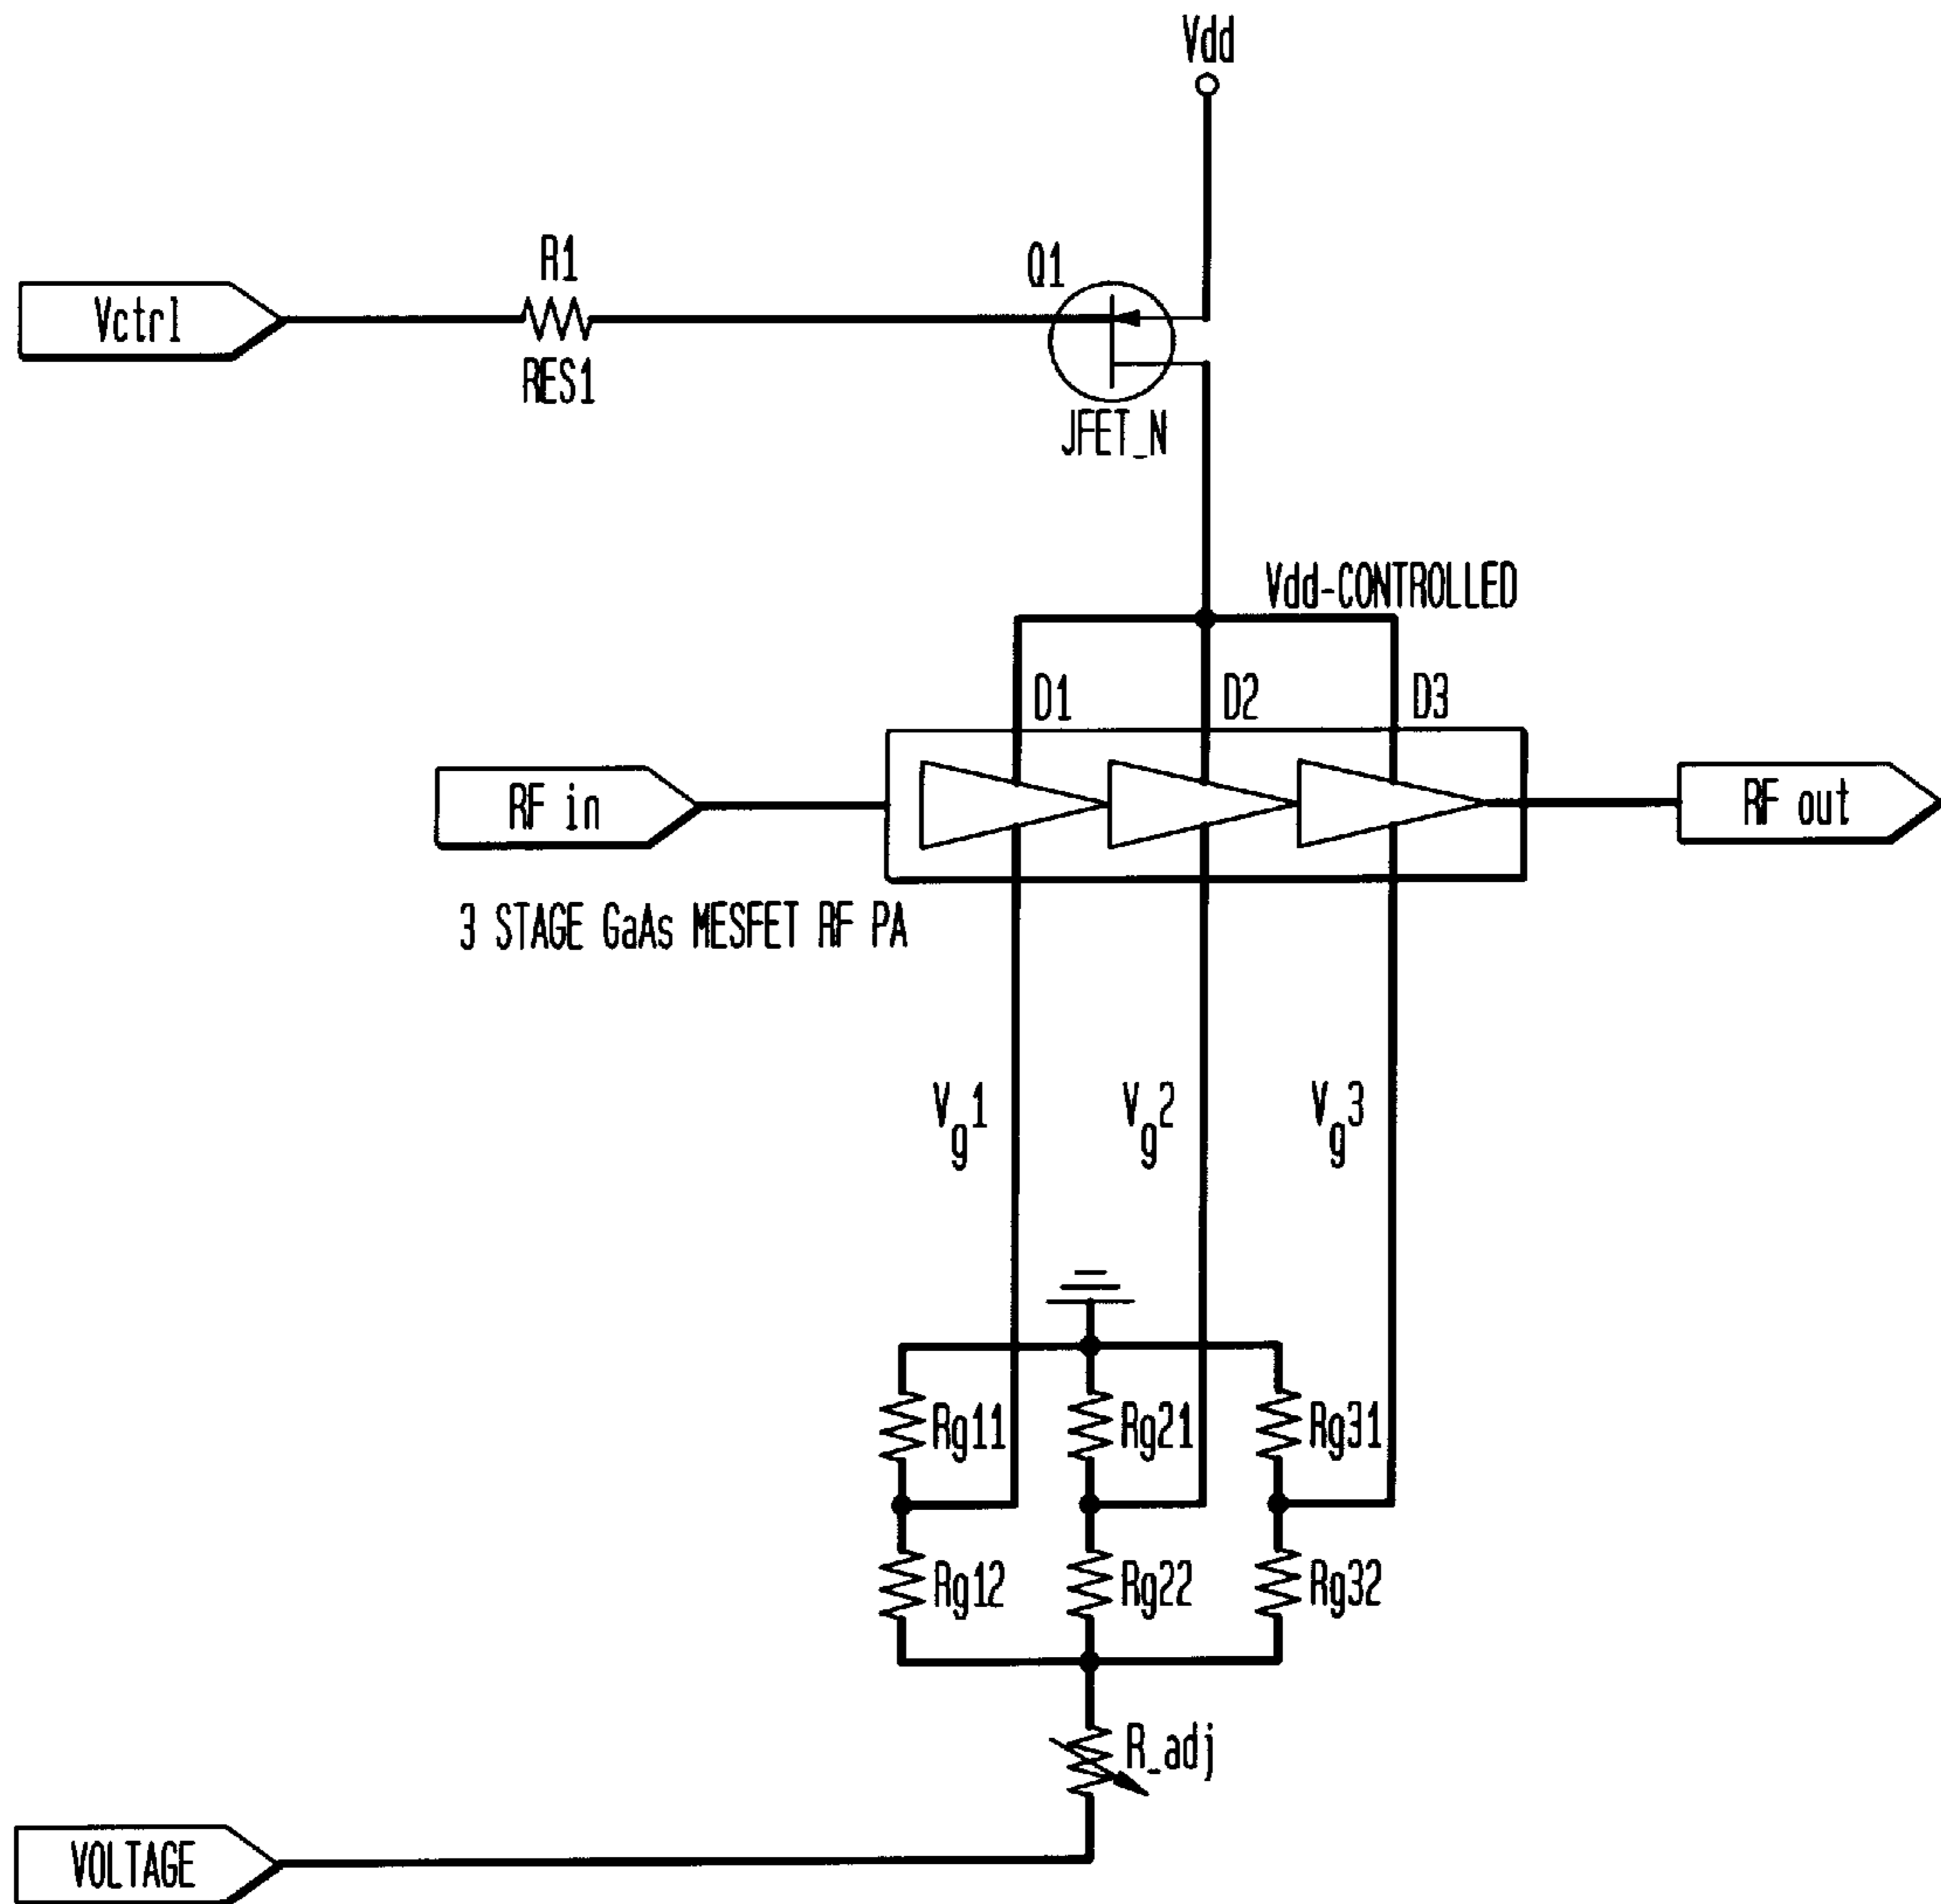 Vdd
R1
Q1
Vctrl
RES1
JFET_N
Vdd-CONTROLLED
D1
D2
D3
RF in
RF out
3 STAGE GaAs MESFET RF PA
Vg1
Vg2
Vg3
Rg11
Rg21
Rg31
Rg12
Rg22
Rg32
R_adj
VOLTAGE